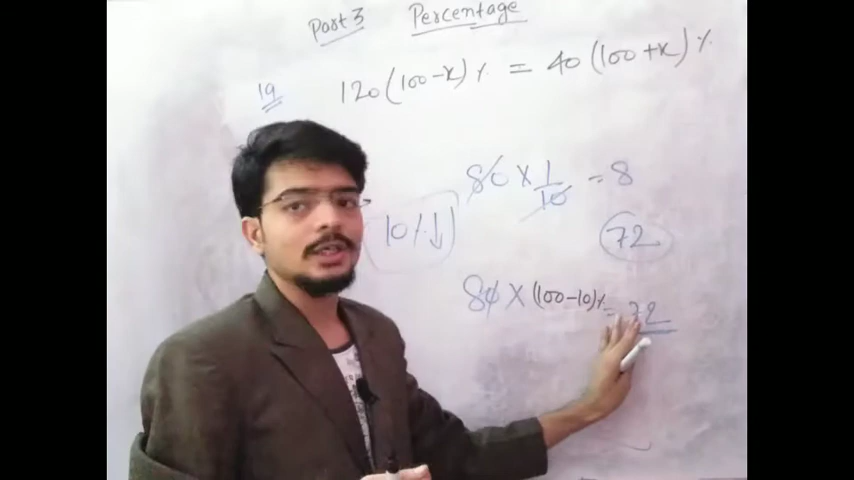 Part 3 Percentage
19 120(100-x)% = 40(100+x)%
80 × 1/10 = 8
10%↓ 72
80 × (100-10)% = 72